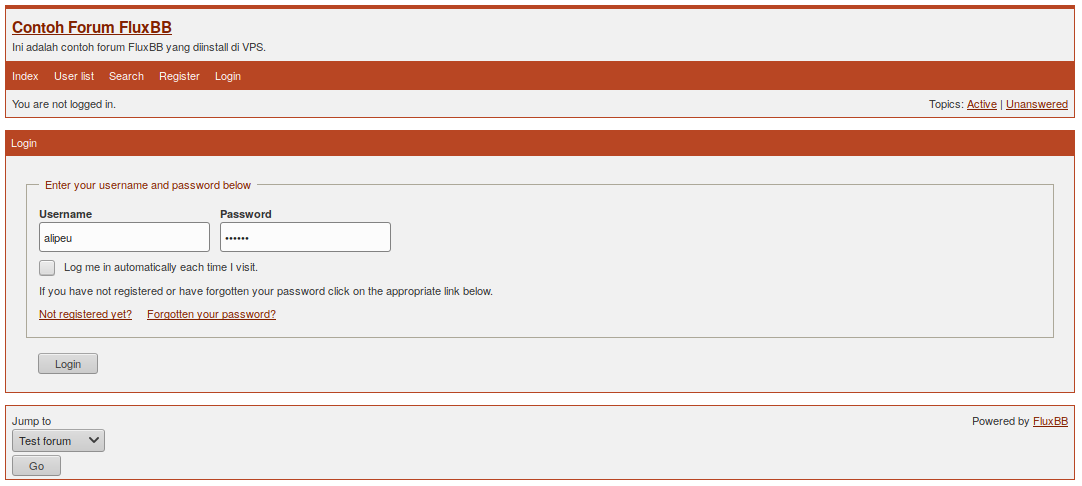 Contoh Forum FluxBB
Ini adalah contoh forum FluxBB yang diinstall di VPS.
Index User list Search Register Login
You are not logged in. Topics: Active | Unanswered
Login
Enter your username and password below
Username Password
alipeu ••••••
Log me in automatically each time I visit.
If you have not registered or have forgotten your password click on the appropriate link below.
Not registered yet? Forgotten your password?
Login
Jump to Powered by FluxBB
Test forum
Go